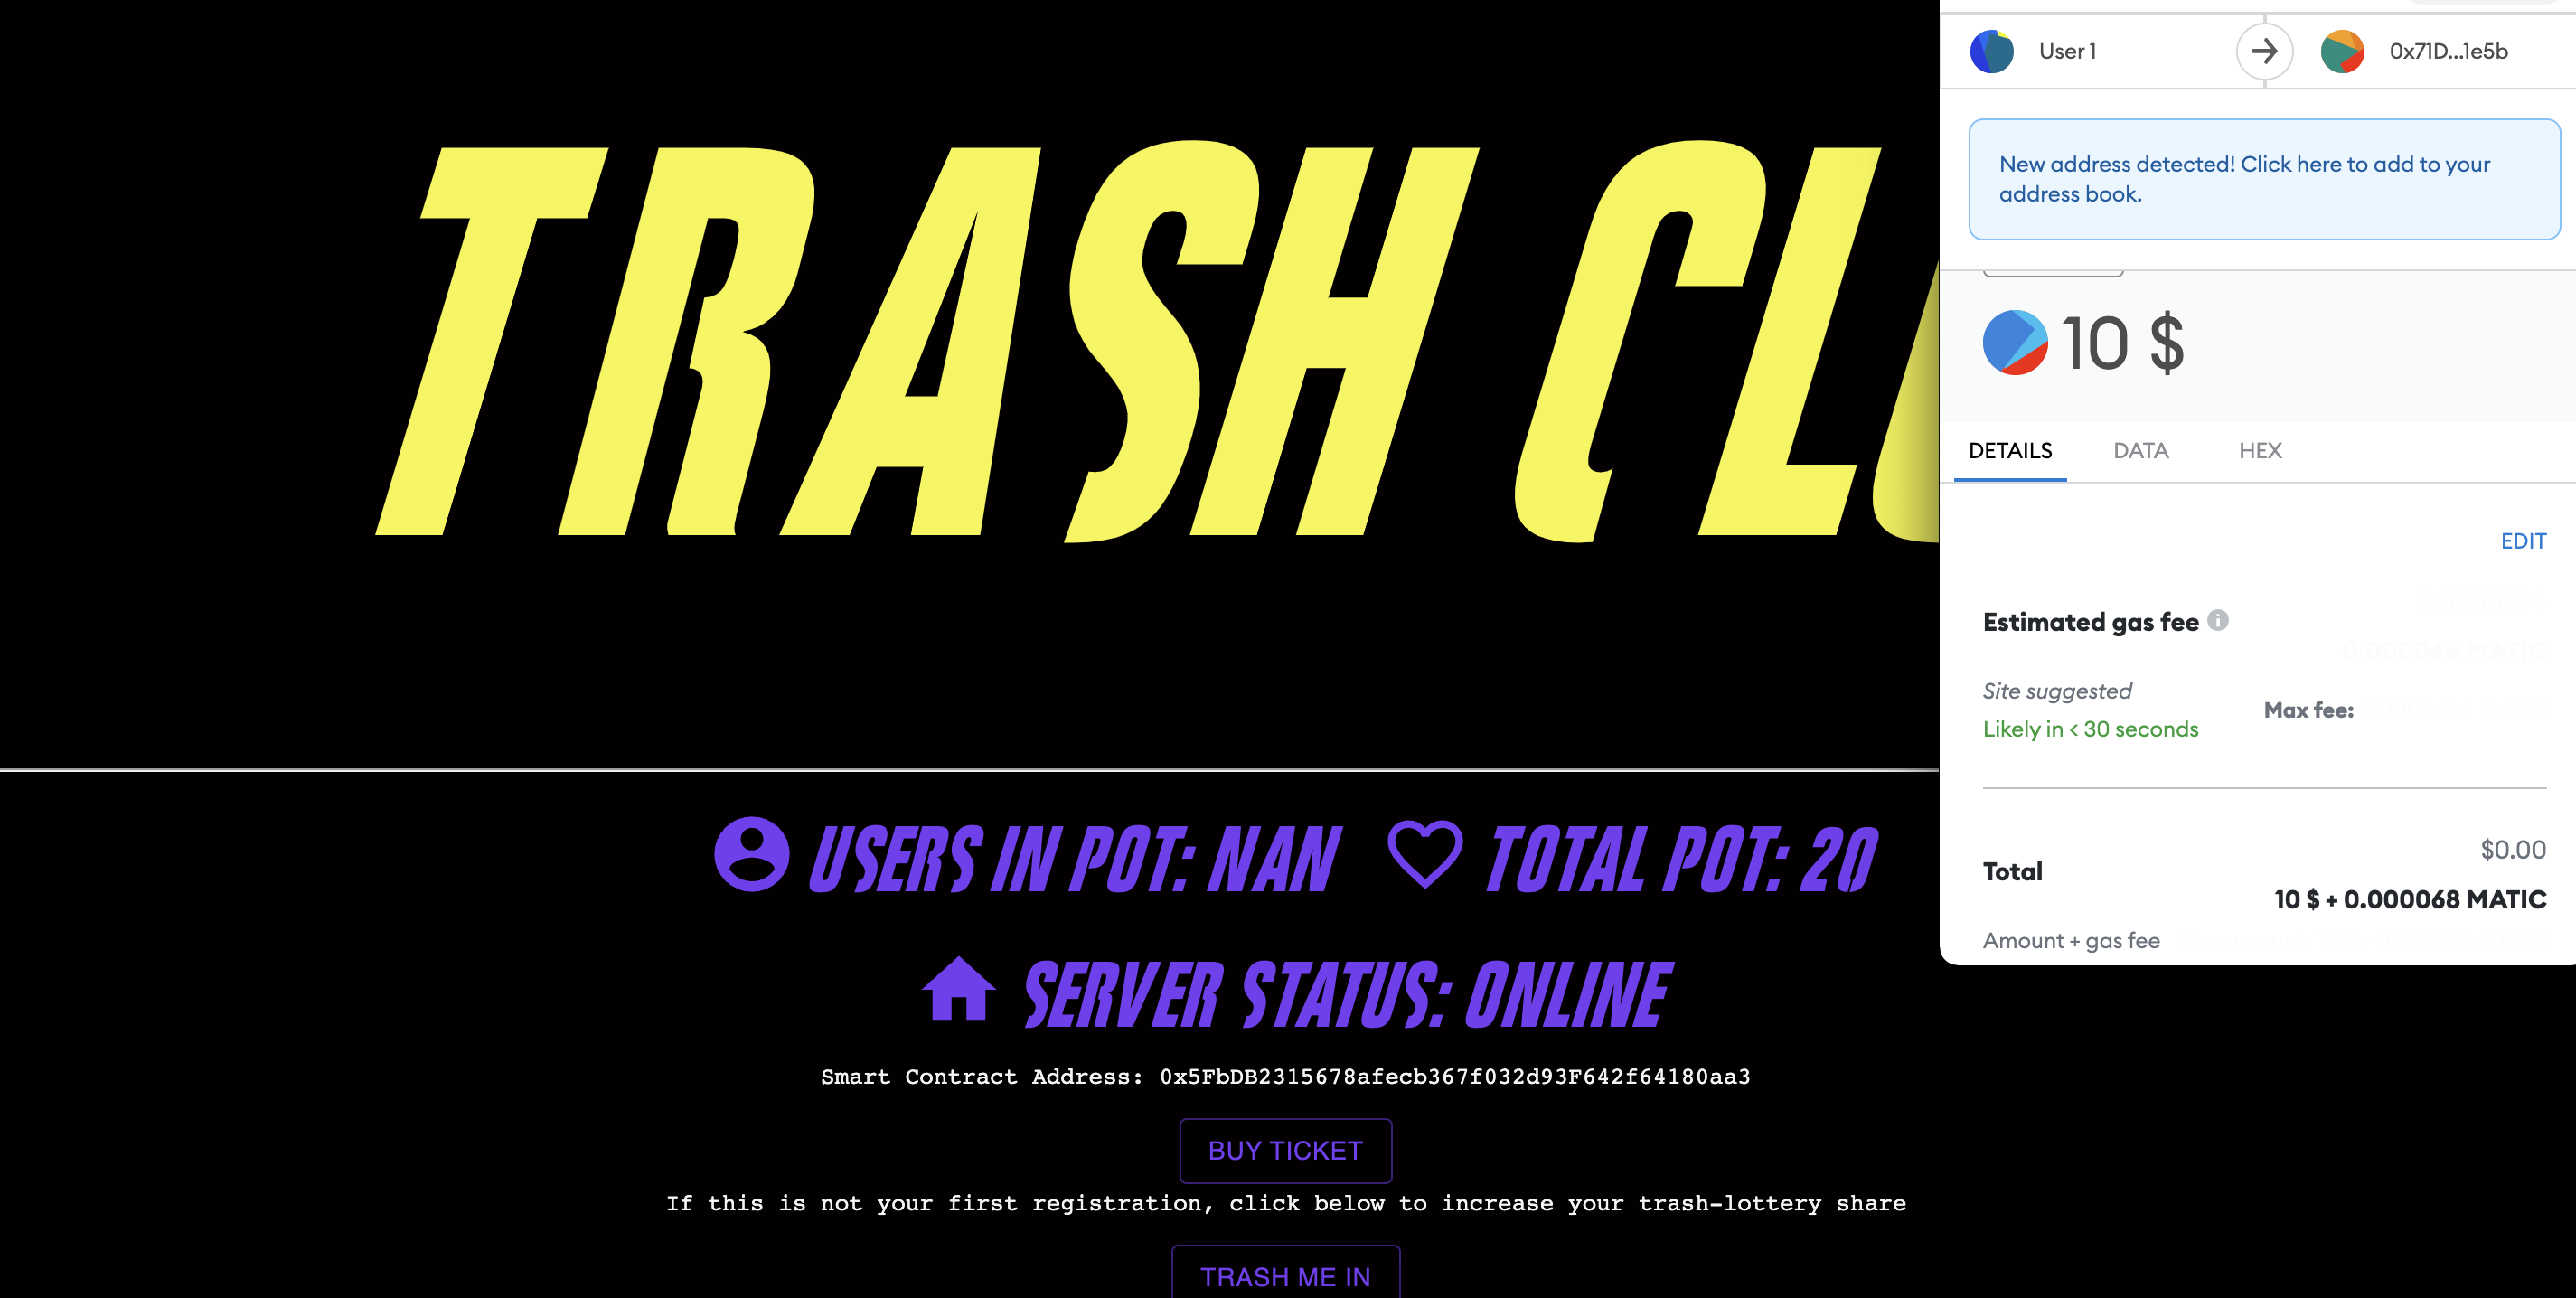 TRASH CL
USERS IN POT: NAN TOTAL POT: 20
SERVER STATUS: ONLINE
Smart Contract Address: 0x5FbDB2315678afecb367f032d93F642f64180aa3
BUY TICKET
If this is not your first registration, click below to increase your trash-lottery share
TRASH ME IN
User 1 0x71D...1e5b
New address detected! Click here to add to your
address book.
10 $
DETAILS DATA HEX
EDIT
Estimated gas fee
0.000068 MATIC
Site suggested
Likely in < 30 seconds
Max fee:
$0.00
Total
10 $ + 0.000068 MATIC
Amount + gas fee